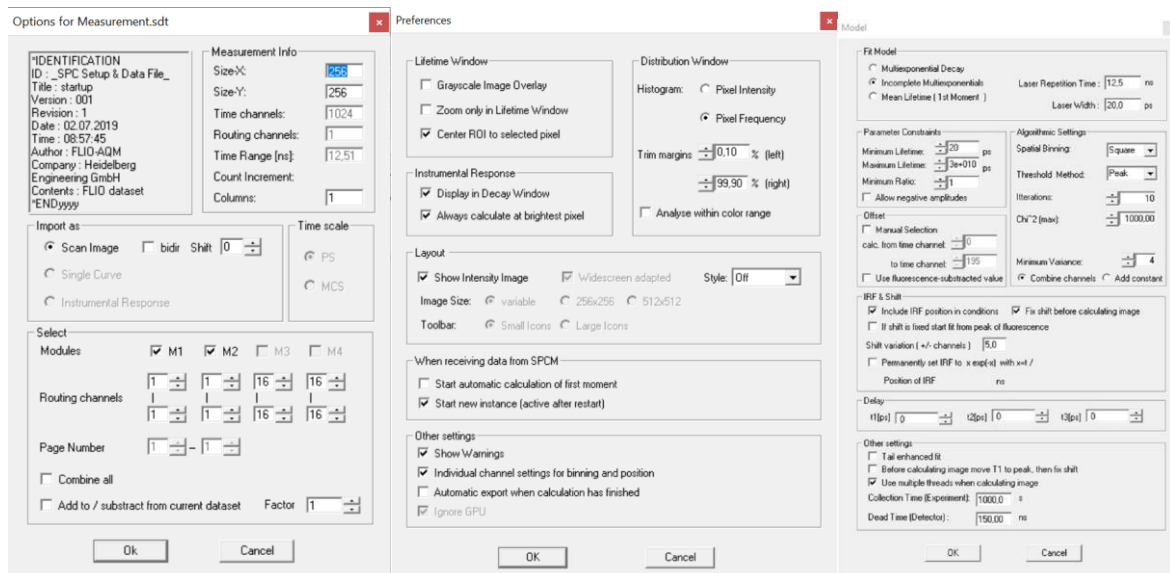 Options for Measurement.sdt
*IDENTIFICATION
ID : _SPC Setup & Data File_
Title : startup
Version : 001
Revision : 1
Date : 02.07.2019
Time : 08:57:45
Author : FLIO-AQM
Company : Heidelberg
Engineering GmbH
Contents : FLIO dataset
*ENDyyyy
Measurement Info
Size-X: 256
Size-Y: 256
Time channels: 1024
Routing channels: 1
Time Range [ns]: 12,51
Count Increment:
Columns: 1
Import as
Scan Image bidir Shift 0
Single Curve
Instrumental Response
Time scale
PS
MCS
Select
Modules M1 M2 M3 M4
1 1 16 16
Routing channels
1 1 16 16
Page Number 1 - 1
Combine all
Add to / substract from current dataset Factor 1
Ok Cancel
Preferences
Lifetime Window
Grayscale Image Overlay
Zoom only in Lifetime Window
Center ROI to selected pixel
Instrumental Response
Display in Decay Window
Always calculate at brightest pixel
Distribution Window
Histogram: Pixel Intensity
Pixel Frequency
Trim margins 0,10 % (left)
99,90 % (right)
Analyse within color range
Layout
Show Intensity Image Widescreen adapted Style: Off
Image Size: variable 256x256 512x512
Toolbar: Small Icons Large Icons
When receiving data from SPCM
Start automatic calculation of first moment
Start new instance (active after restart)
Other settings
Show Warnings
Individual channel settings for binning and position
Automatic export when calculation has finished
Ignore GPU
OK Cancel
Model
Fit Model
Multiexponential Decay
Incomplete Multiexponentials
Mean Lifetime ( 1st Moment )
Laser Repetition Time : 12,5 ns
Laser Width : 20,0 ps
Parameter Constraints
Minimum Lifetime: 20 ps
Maximum Lifetime: 3e+010 ps
Minimum Ratio: 1
Allow negative amplitudes
Offset
Manual Selection
calc. from time channel: 0
to time channel: 195
Use fluorescence-substracted value
Algorithmic Settings
Spatial Binning: Square
Threshold Method: Peak
Itterations: 10
Chi^2 (max): 1000,00
Minimum Variance: 4
Combine channels Add constant
IRF & Shift
Include IRF position in conditions Fix shift before calculating image
If shift is fixed start fit from peak of fluorescence
Shift variation ( +/- channels ) 5,0
Permanently set IRF to x exp(-x) with x=t /
Position of IRF ns
Delay
t1[ps] 0 t2[ps] 0 t3[ps] 0
Other settings
Tail enhanced fit
Before calculating image move T1 to peak, then fix shift
Use multiple threads when calculating image
Collection Time (Experiment): 1000,0 s
Dead Time (Detector) : 150,00 ns
OK Cancel